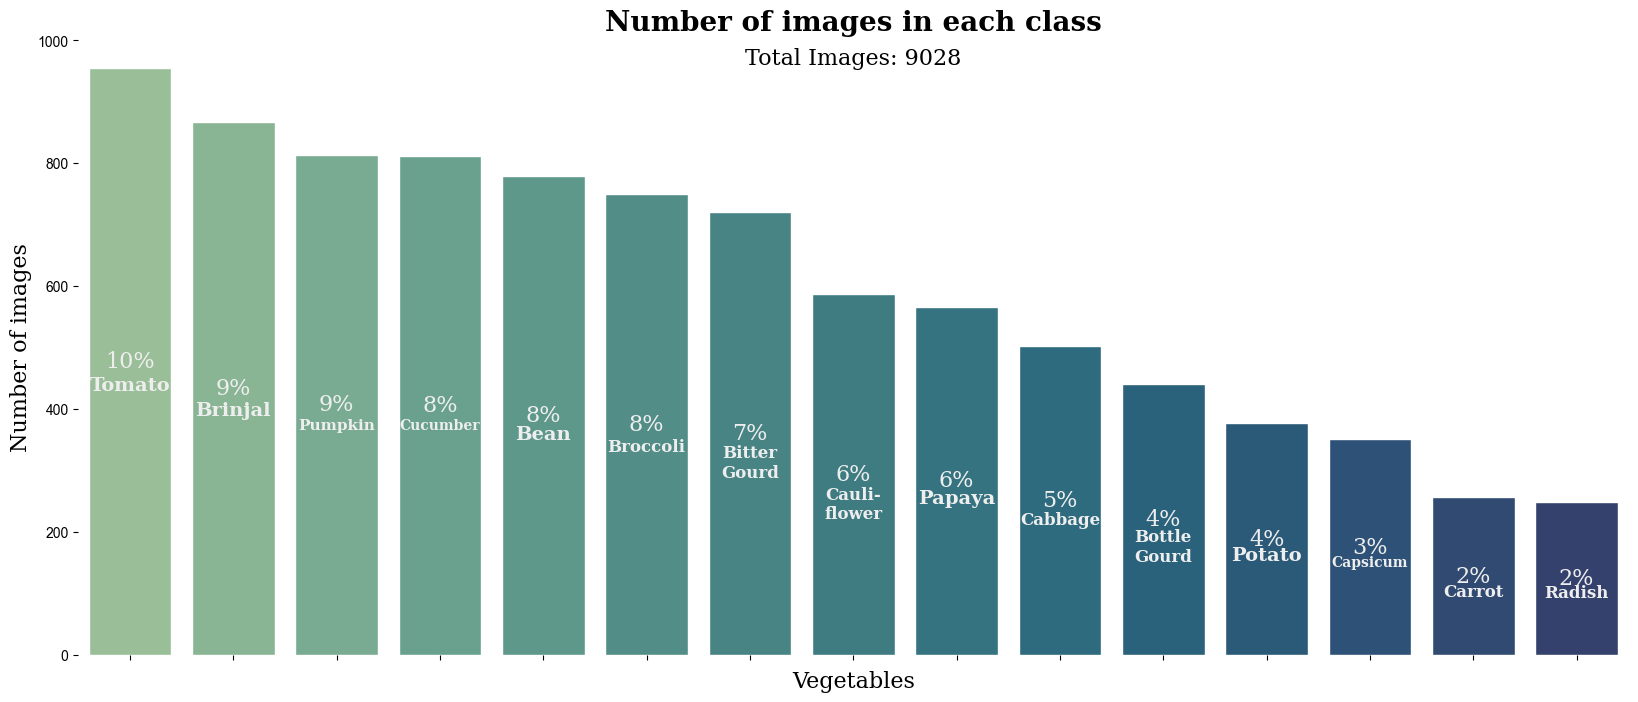 Number of images in each class
Total Images: 9028
Number of images
1000
800
600
400
200
0
10%
Tomato
9%
Brinjal
9%
Pumpkin
8%
Cucumber
8%
Bean
8%
Broccoli
7%
Bitter
Gourd
6%
Cauli-
flower
6%
Papaya
5%
Cabbage
4%
Bottle
Gourd
4%
Potato
3%
Capsicum
2%
Carrot
2%
Radish
Vegetables